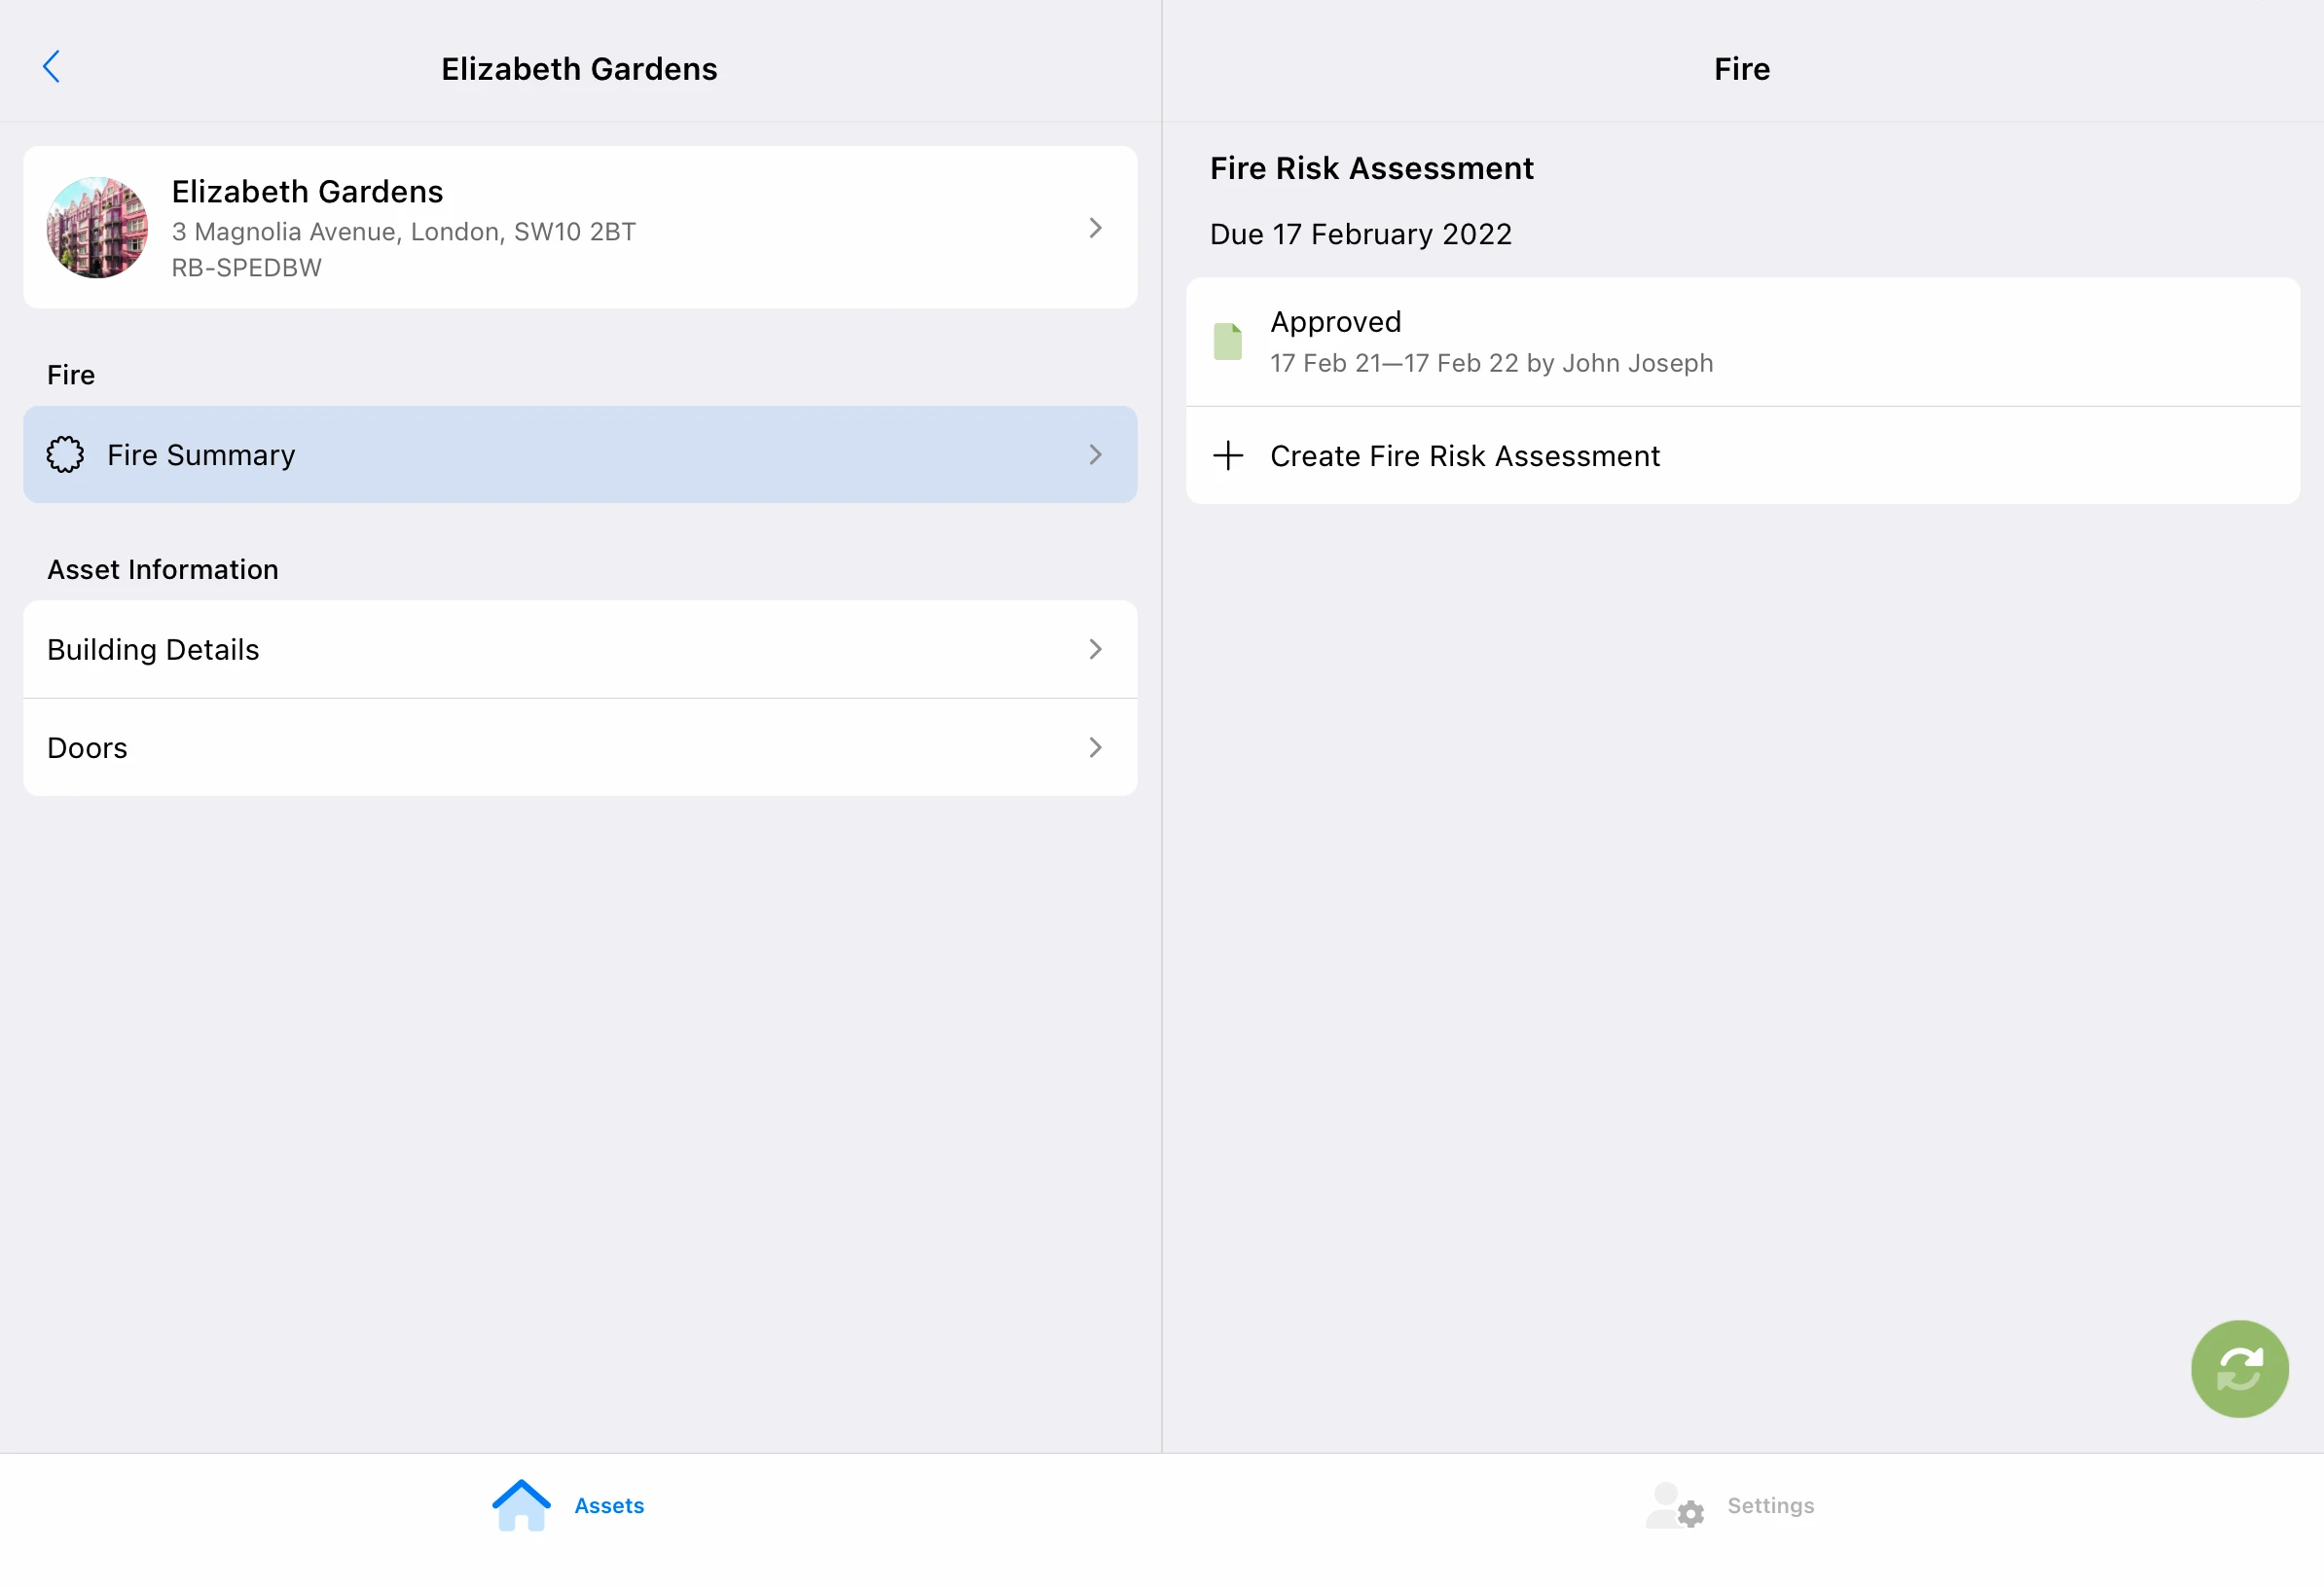 Elizabeth Gardens
Elizabeth Gardens
3 Magnolia Avenue, London, SW10 2BT
RB-SPEDBW
Fire
Fire Summary
Asset Information
Building Details
Doors
Fire
Fire Risk Assessment
Due 17 February 2022
Approved
17 Feb 21—17 Feb 22 by John Joseph
Create Fire Risk Assessment
Assets
Settings